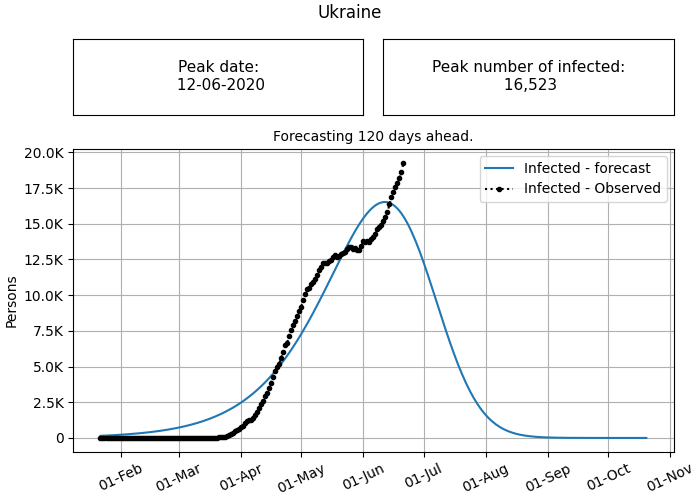 Ukraine
Peak date:
12-06-2020
Peak number of infected:
16,523
Forecasting 120 days ahead.
20.0K
17.5K
15.0K
12.5K
10.0K
7.5K
5.0K
2.5K
0
Persons
Infected - forecast
Infected - Observed
01-Feb
01-Mar
01-Apr
01-May
01-Jun
01-Jul
01-Aug
01-Sep
01-Oct
01-Nov